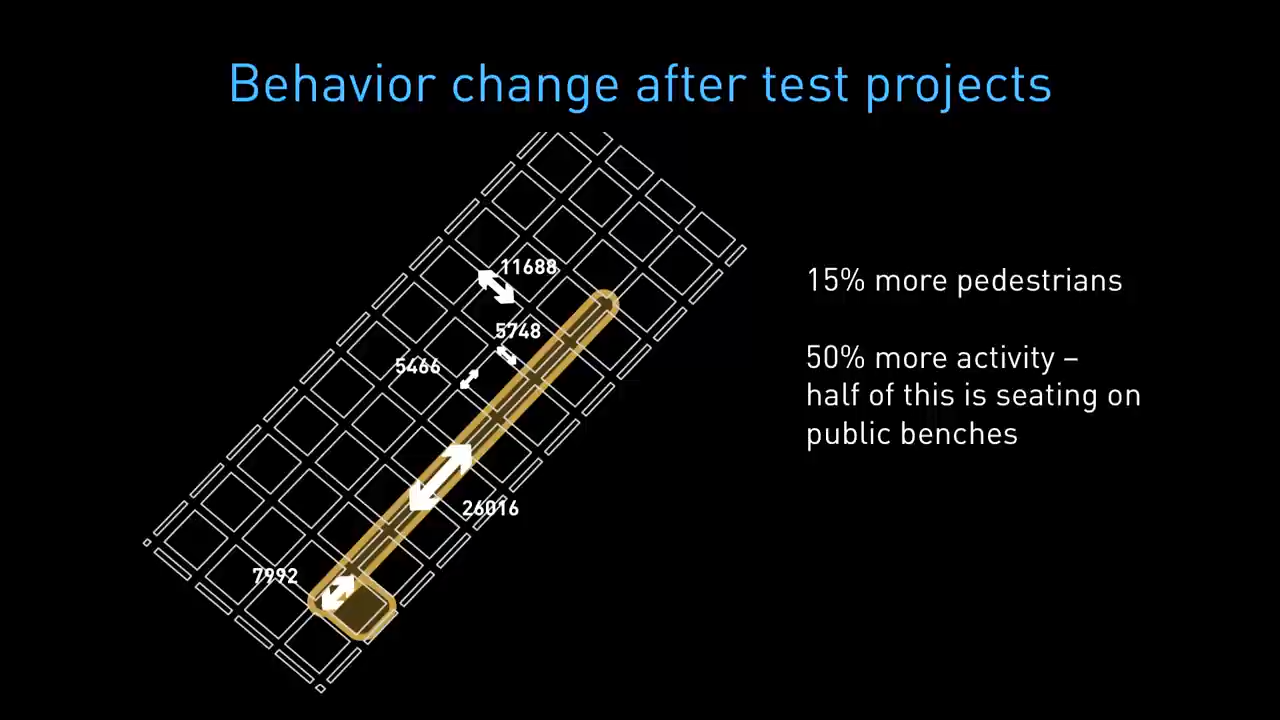 Behavior change after test projects
11688
5748
5466
26016
7992
15% more pedestrians
50% more activity –
half of this is seating on
public benches